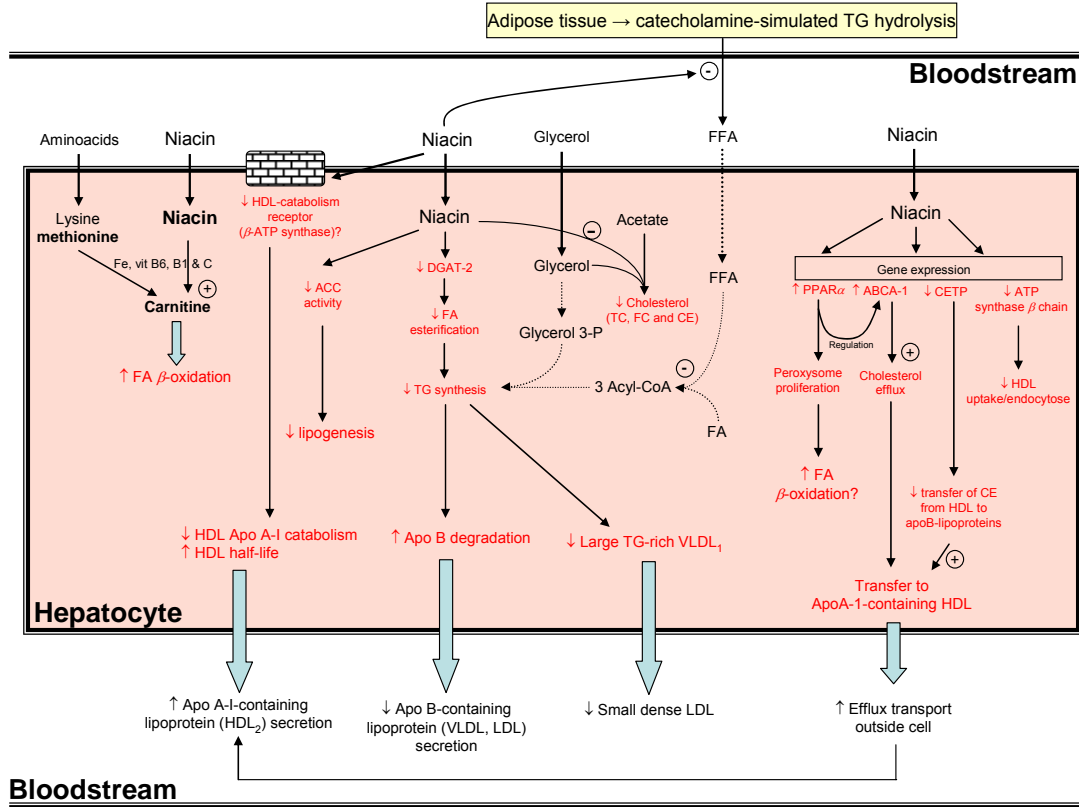 Adipose tissue → catecholamine-simulated TG hydrolysis
-
Bloodstream
Aminoacids
Niacin
Niacin
Glycerol
FFA
Niacin
Lysine
methionine
Niacin
Fe, vit B6, B1 & C
+
Carnitine
↑ FA β-oxidation
↓ HDL-catabolism
receptor
(β-ATP synthase)?
Niacin
↓ ACC
activity
↓ lipogenesis
↓ DGAT-2
↓ FA
esterification
↓ TG synthesis
-
Acetate
Glycerol
↓ Cholesterol
(TC, FC and CE)
Glycerol 3-P
FFA
-
3 Acyl-CoA
FA
Niacin
Gene expression
↑ PPARα
↑ ABCA-1
↓ CETP
↓ ATP
synthase β chain
Regulation
+
Peroxysome
proliferation
Cholesterol
efflux
↓ HDL
uptake/endocytose
↑ FA
β-oxidation?
↓ transfer of CE
from HDL to
apoB-lipoproteins
+
↓ HDL Apo A-I catabolism
↑ HDL half-life
↑ Apo B degradation
↓ Large TG-rich VLDL1
Transfer to
ApoA-1-containing HDL
Hepatocyte
↑ Apo A-I-containing
lipoprotein (HDL2) secretion
↓ Apo B-containing
lipoprotein (VLDL, LDL)
secretion
↓ Small dense LDL
↑ Efflux transport
outside cell
Bloodstream